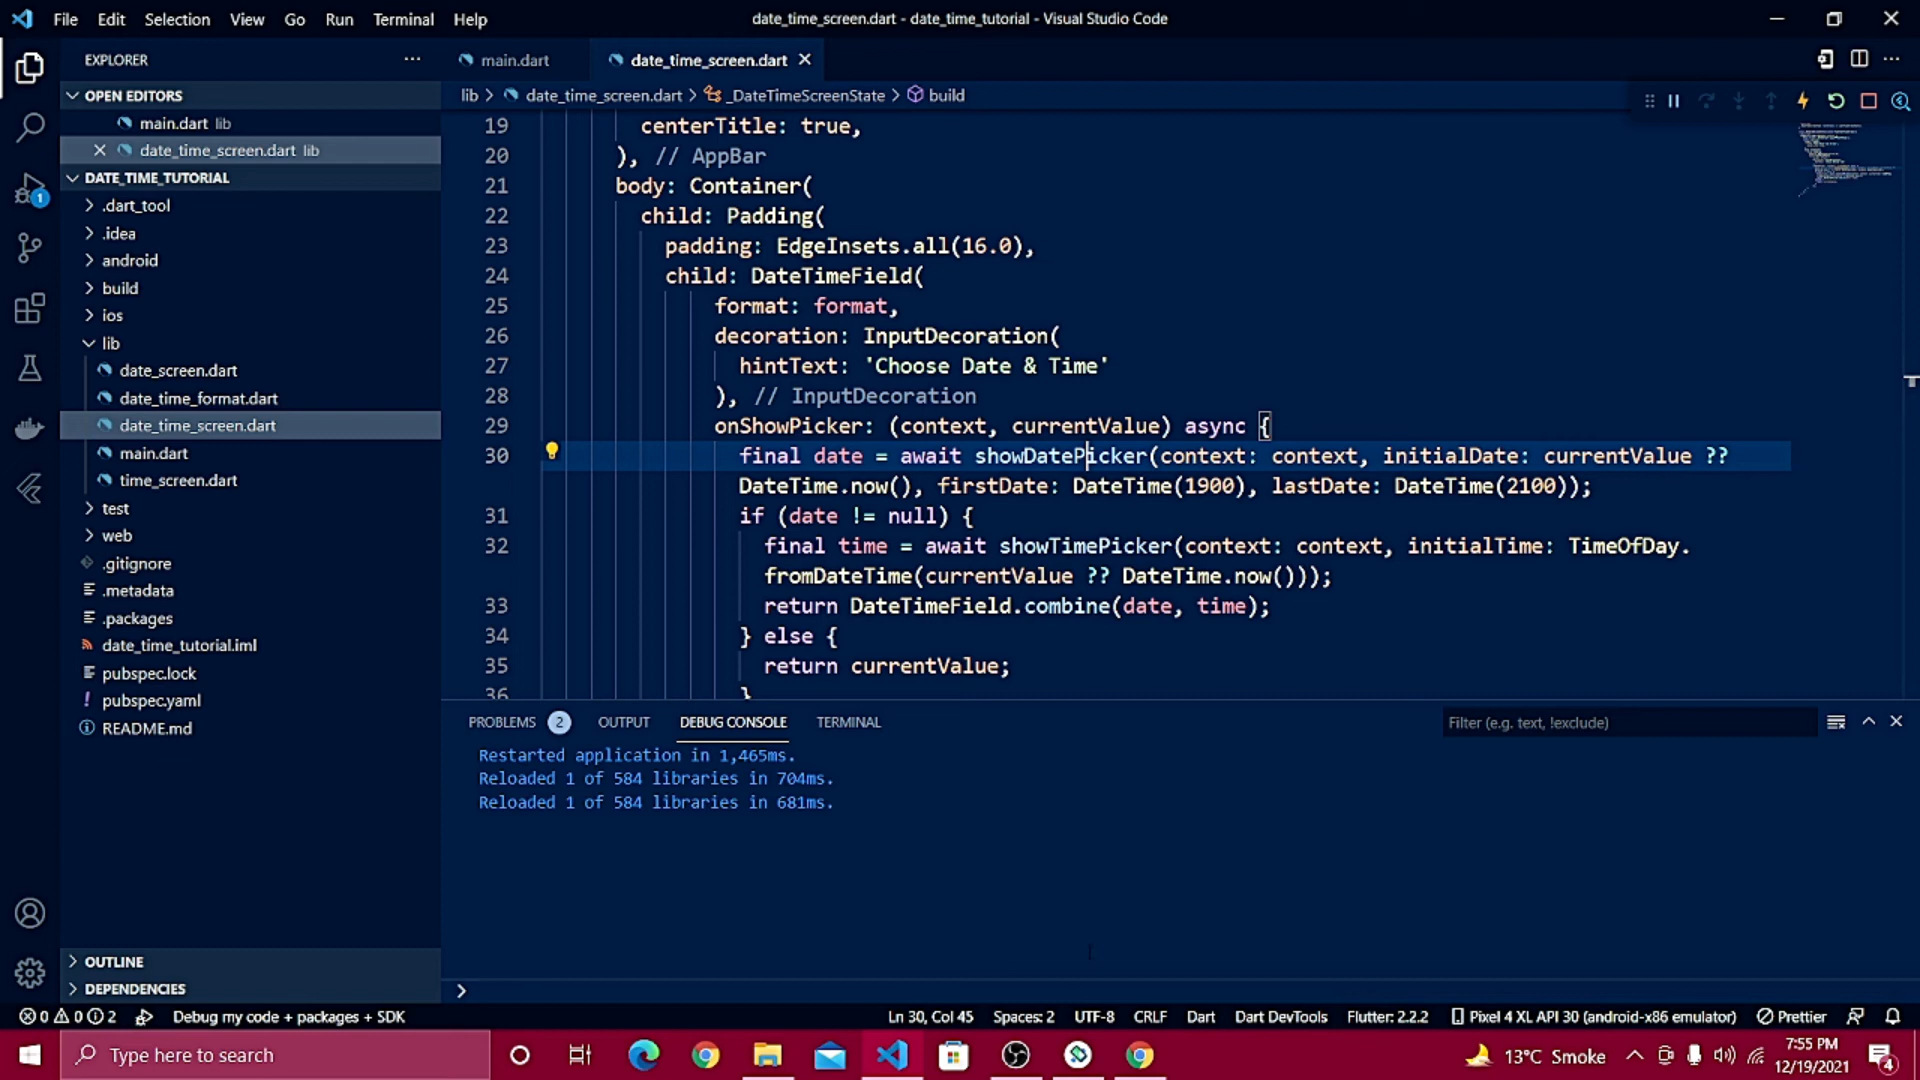 File Edit Selection View Go Run Terminal Help
date_time_screen.dart - date_time_tutorial - Visual Studio Code
EXPLORER
main.dart
date_time_screen.dart
OPEN EDITORS
main.dart lib
date_time_screen.dart lib
DATE_TIME_TUTORIAL
.dart_tool
.idea
android
build
ios
lib
date_screen.dart
date_time_format.dart
date_time_screen.dart
main.dart
time_screen.dart
test
web
.gitignore
.metadata
.packages
date_time_tutorial.iml
pubspec.lock
pubspec.yaml
README.md
OUTLINE
DEPENDENCIES
lib > date_time_screen.dart > _DateTimeScreenState > build
19 centerTitle: true,
20 ), // AppBar
21 body: Container(
22 child: Padding(
23 padding: EdgeInsets.all(16.0),
24 child: DateTimeField(
25 format: format,
26 decoration: InputDecoration(
27 hintText: 'Choose Date & Time'
28 ), // InputDecoration
29 onShowPicker: (context, currentValue) async {
30 final date = await showDatePicker(context: context, initialDate: currentValue ??
DateTime.now(), firstDate: DateTime(1900), lastDate: DateTime(2100));
31 if (date != null) {
32 final time = await showTimePicker(context: context, initialTime: TimeOfDay.
fromDateTime(currentValue ?? DateTime.now()));
33 return DateTimeField.combine(date, time);
34 } else {
35 return currentValue;
36 }
PROBLEMS 2 OUTPUT DEBUG CONSOLE TERMINAL
Filter (e.g. text, !exclude)
Restarted application in 1,465ms.
Reloaded 1 of 584 libraries in 704ms.
Reloaded 1 of 584 libraries in 681ms.
>
0 0 2 Debug my code + packages + SDK
Ln 30, Col 45 Spaces: 2 UTF-8 CRLF Dart Dart DevTools Flutter: 2.2.2 Pixel 4 XL API 30 (android-x86 emulator) Prettier
Type here to search
13°C Smoke
7:55 PM
12/19/2021
4
1